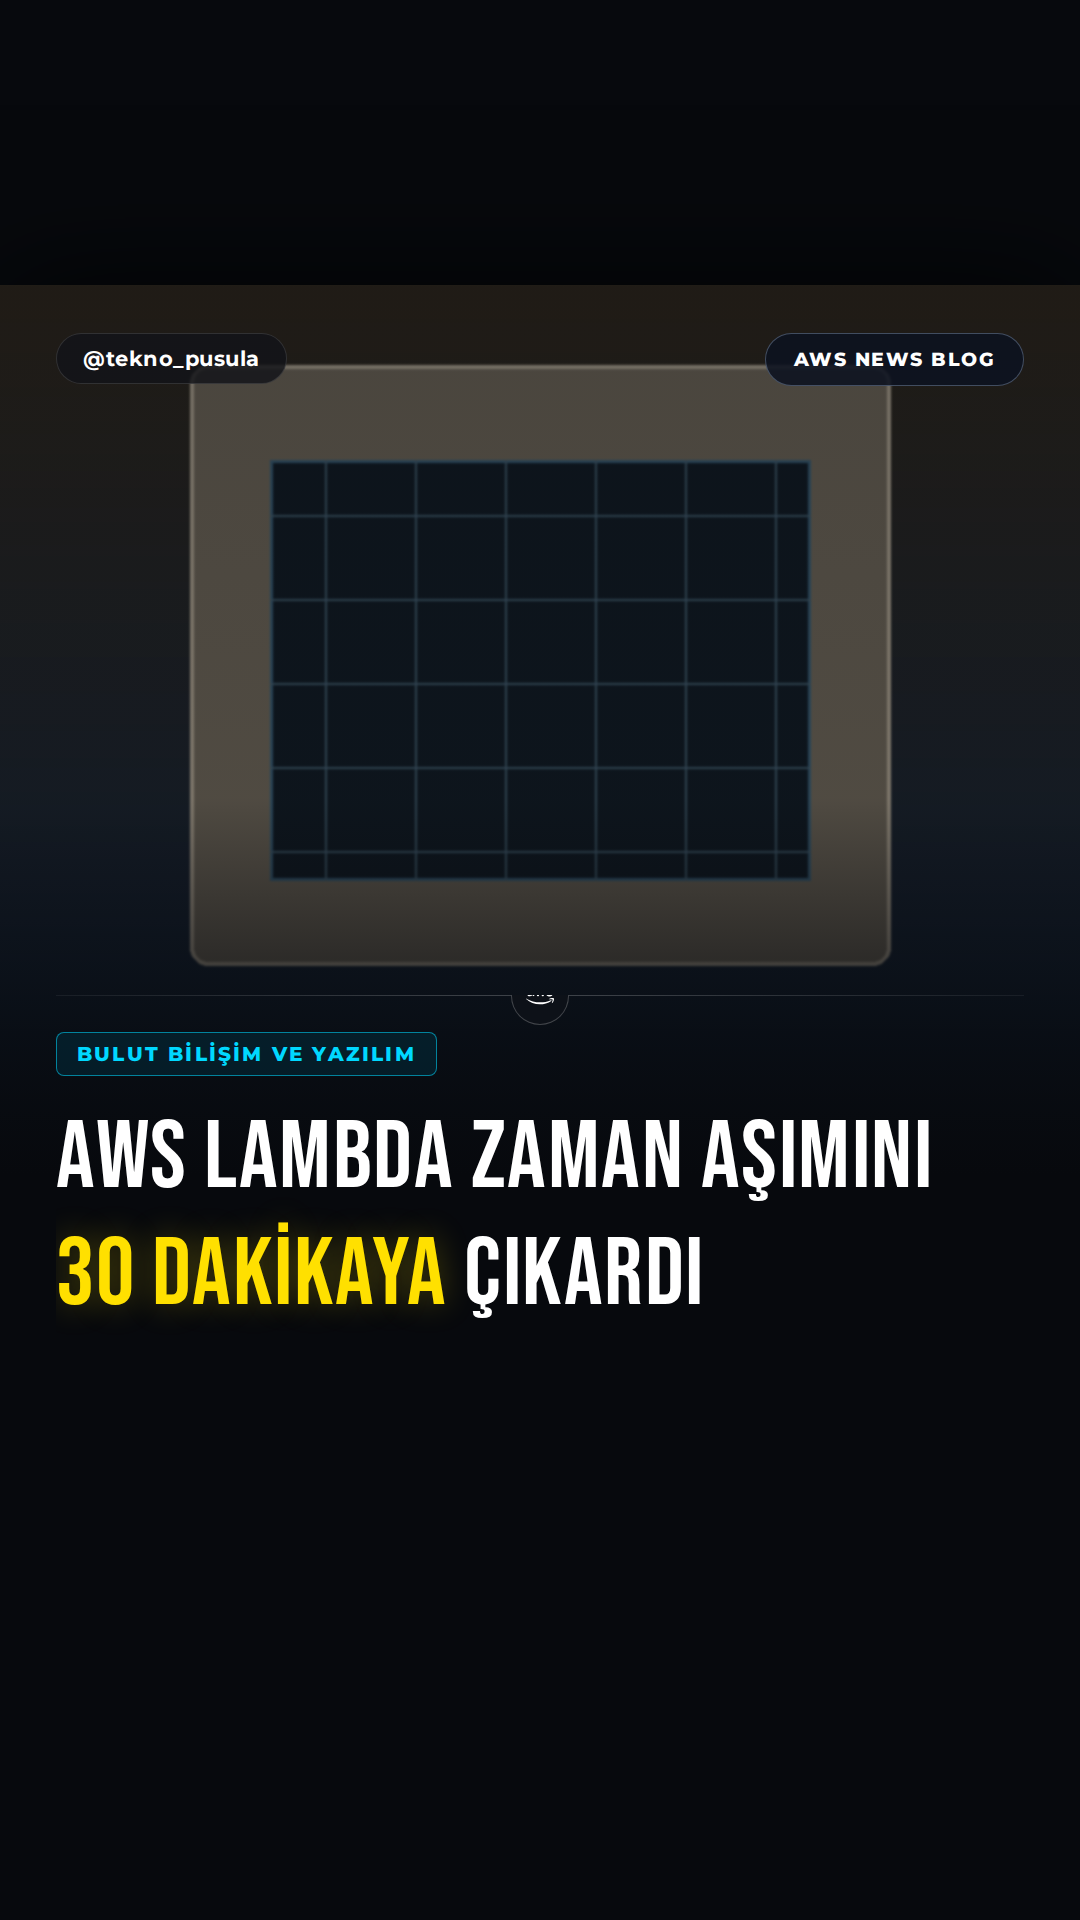 @tekno_pusula
AWS NEWS BLOG
BULUT BİLİŞİM VE YAZILIM
AWS LAMBDA ZAMAN AŞIMINI
30 DAKİKAYA ÇIKARDI